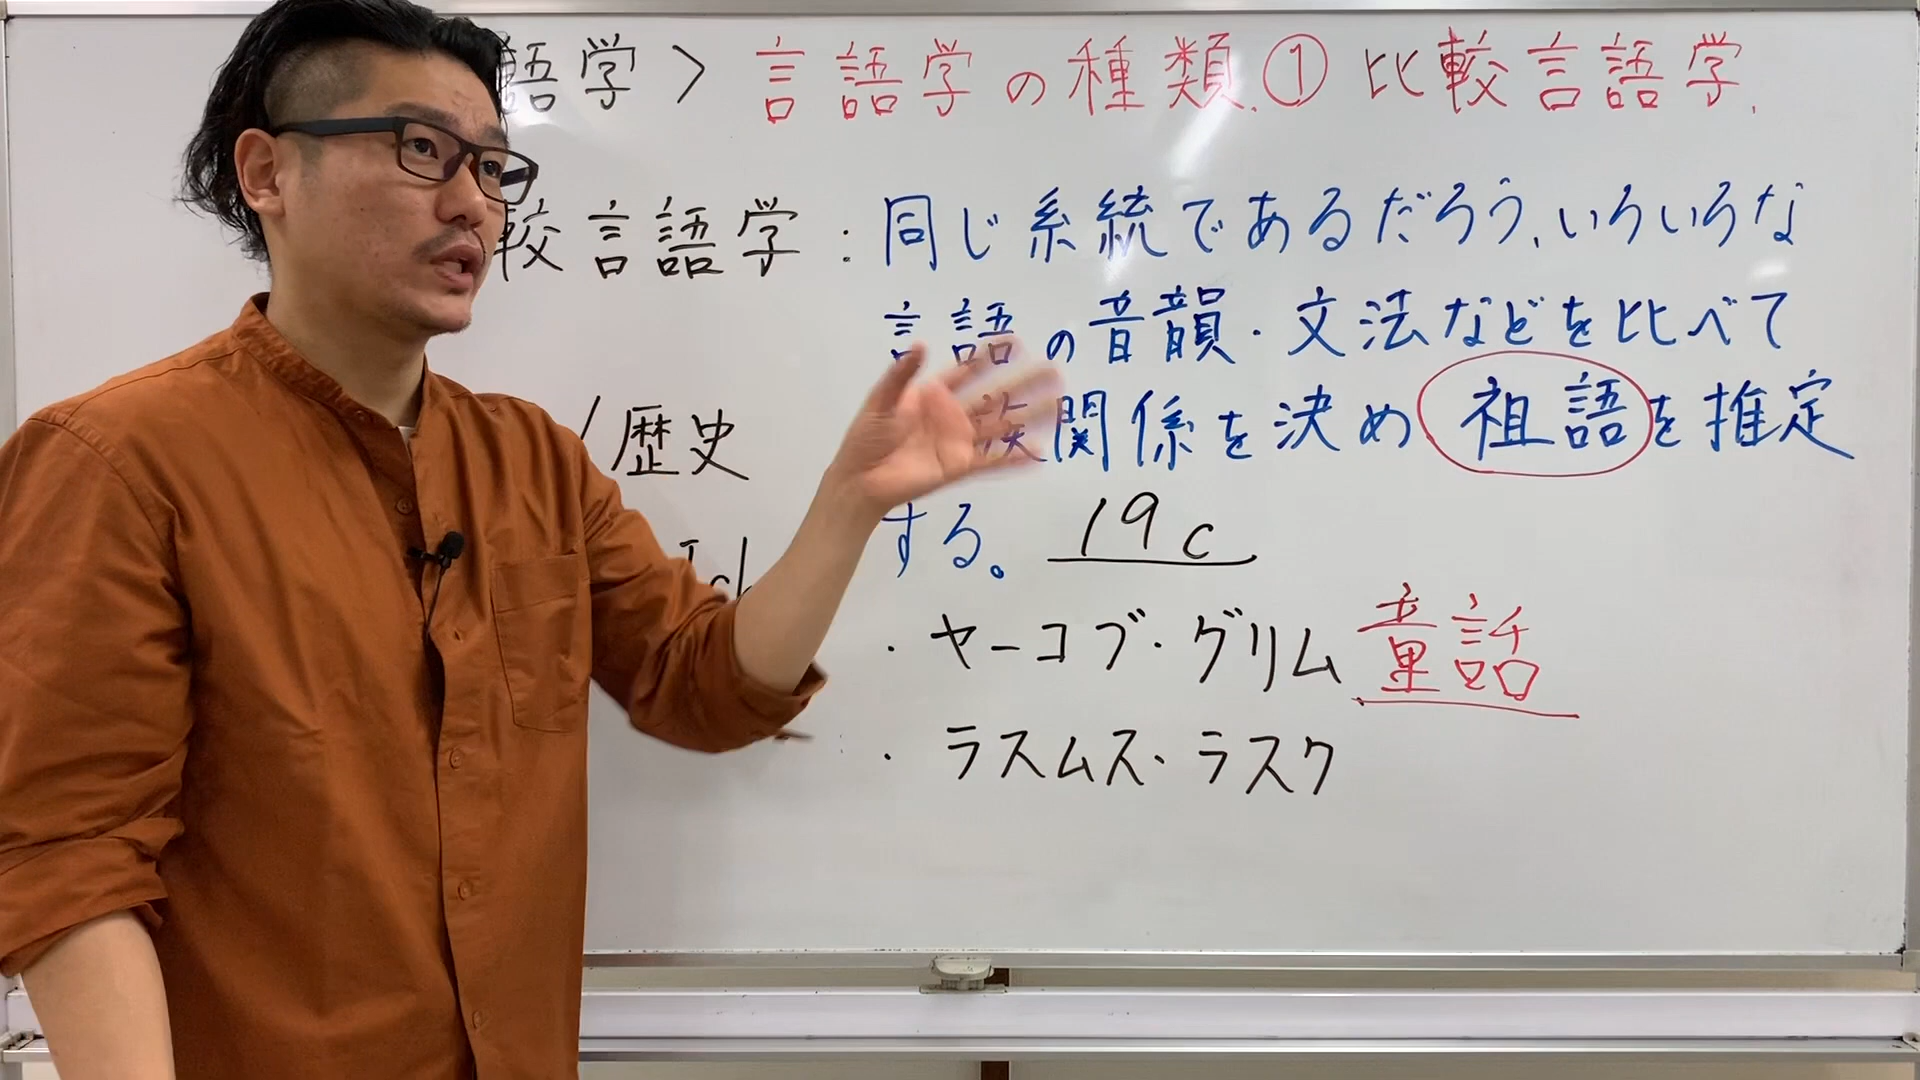 語学 > 言語学の種類.① 比較言語学.
較言語学:同じ系統であるだろう、いろいろな
言語の音韻・文法などを比べて
/歴史 族関係を決め祖語を推定
する。 19c
・ヤーコブ・グリム童話
・ラスムス・ラスク